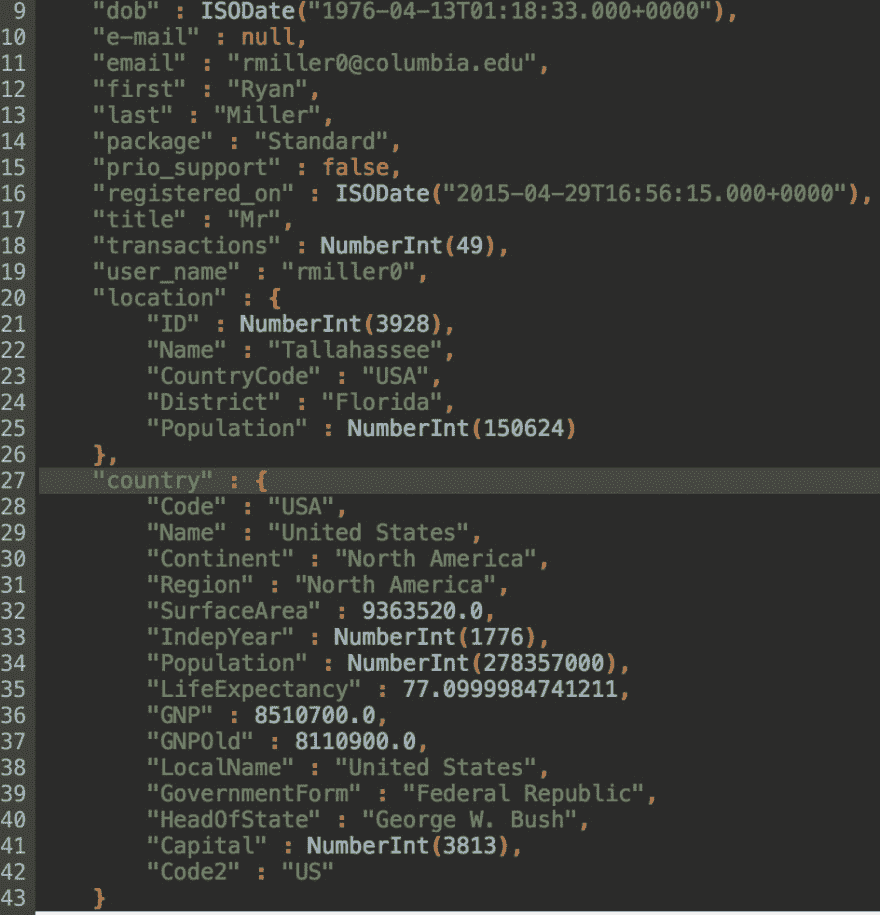 9 "dob" : ISODate("1976-04-13T01:18:33.000+0000"),
10 "e-mail" : null,
11 "email" : "rmiller0@columbia.edu",
12 "first" : "Ryan",
13 "last" : "Miller",
14 "package" : "Standard",
15 "prio_support" : false,
16 "registered_on" : ISODate("2015-04-29T16:56:15.000+0000"),
17 "title" : "Mr",
18 "transactions" : NumberInt(49),
19 "user_name" : "rmiller0",
20 "location" : {
21 "ID" : NumberInt(3928),
22 "Name" : "Tallahassee",
23 "CountryCode" : "USA",
24 "District" : "Florida",
25 "Population" : NumberInt(150624)
26 },
27 "country" : {
28 "Code" : "USA",
29 "Name" : "United States",
30 "Continent" : "North America",
31 "Region" : "North America",
32 "SurfaceArea" : 9363520.0,
33 "IndepYear" : NumberInt(1776),
34 "Population" : NumberInt(278357000),
35 "LifeExpectancy" : 77.0999984741211,
36 "GNP" : 8510700.0,
37 "GNPOld" : 8110900.0,
38 "LocalName" : "United States",
39 "GovernmentForm" : "Federal Republic",
40 "HeadOfState" : "George W. Bush",
41 "Capital" : NumberInt(3813),
42 "Code2" : "US"
43 }